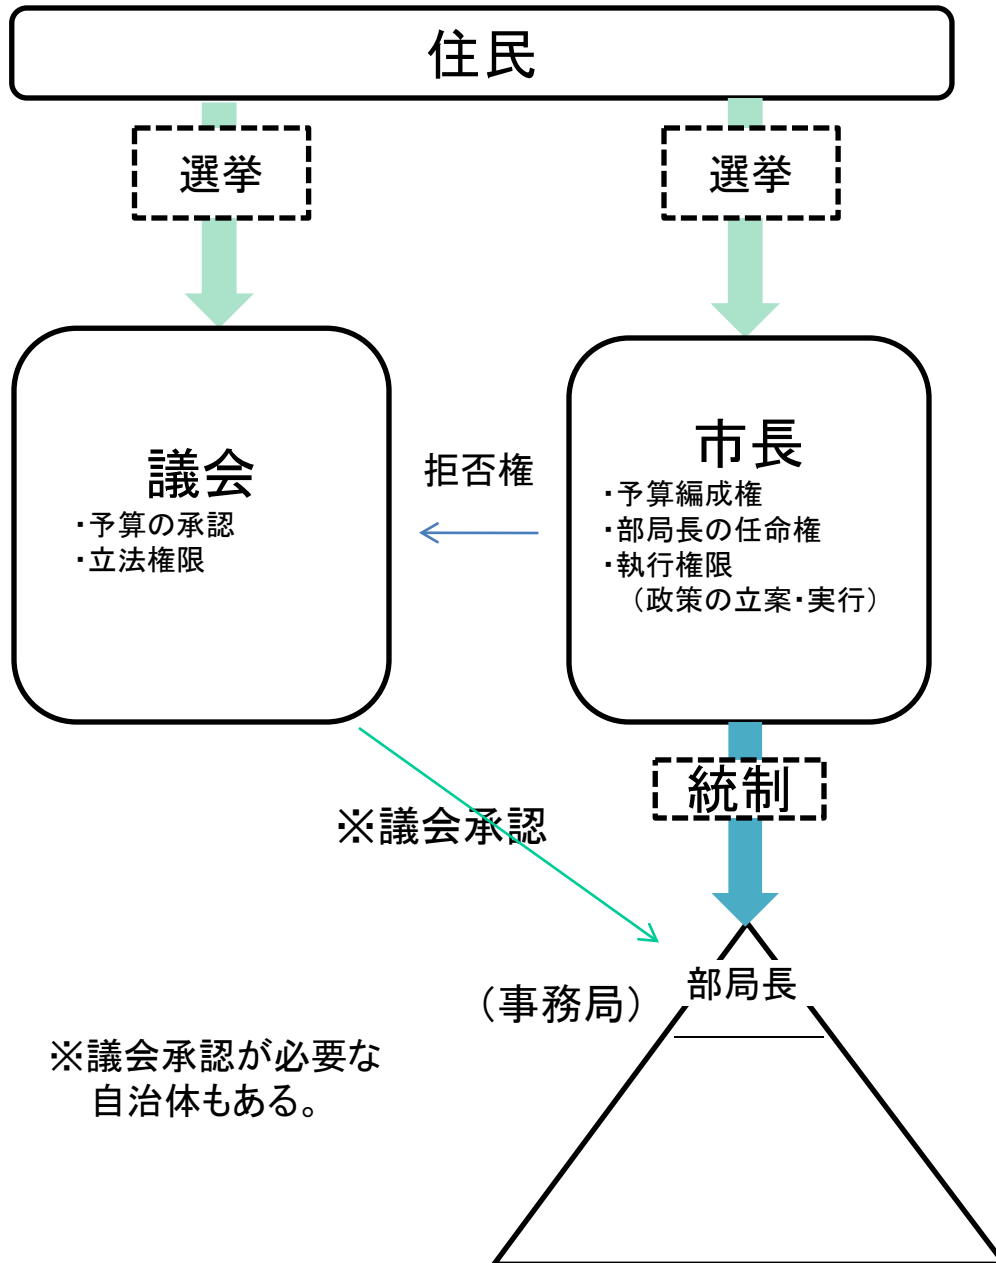 住民
選挙
選挙
議会
・予算の承認
・立法権限
拒否権
市長
・予算編成権
・部局長の任命権
・執行権限
（政策の立案・実行）
統制
※議会承認
部局長
（事務局）
※議会承認が必要な
自治体もある。